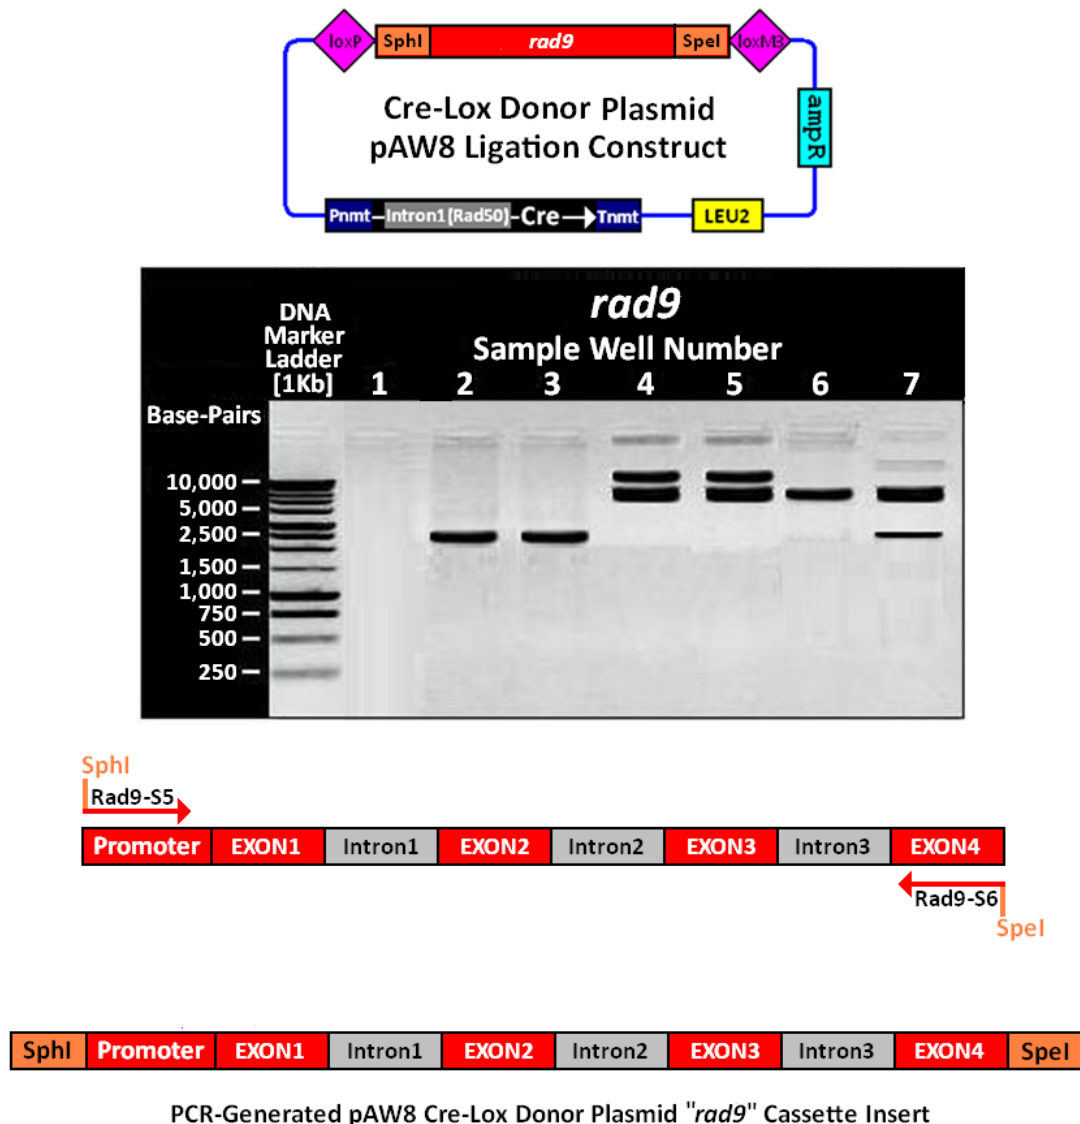 loxP SphI rad9 SpeI loxM3
Cre-Lox Donor Plasmid
pAW8 Ligation Construct
ampR
Pnmt Intron1(Rad50) Cre Tnmt LEU2
rad9
Sample Well Number
DNA
Marker
Ladder
[1Kb] 1 2 3 4 5 6 7
Base-Pairs
10,000
5,000
2,500
1,500
1,000
750
500
250
SphI
Rad9-S5
Promoter EXON1 Intron1 EXON2 Intron2 EXON3 Intron3 EXON4
Rad9-S6
SpeI
SphI Promoter EXON1 Intron1 EXON2 Intron2 EXON3 Intron3 EXON4 SpeI
PCR-Generated pAW8 Cre-Lox Donor Plasmid "rad9" Cassette Insert